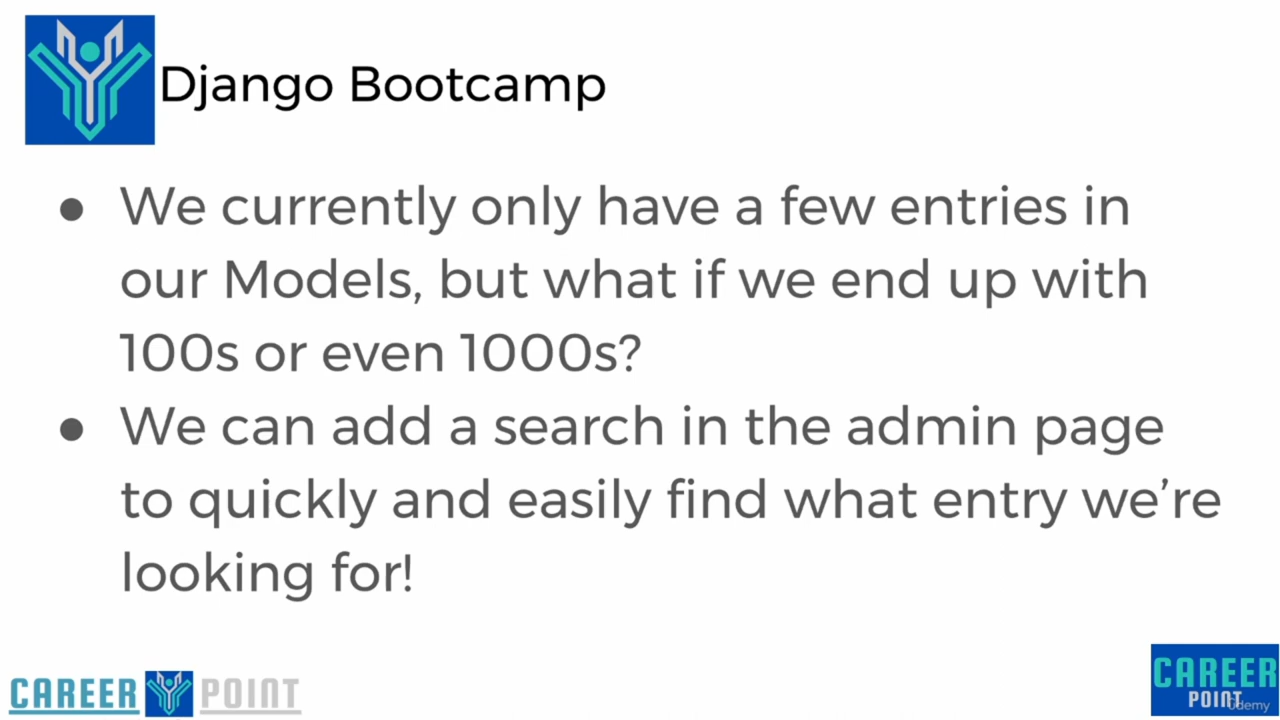 Django Bootcamp
● We currently only have a few entries in
our Models, but what if we end up with
100s or even 1000s?
● We can add a search in the admin page
to quickly and easily find what entry we’re
looking for!
CAREER POINT
CAREER
POINT
ûdemy